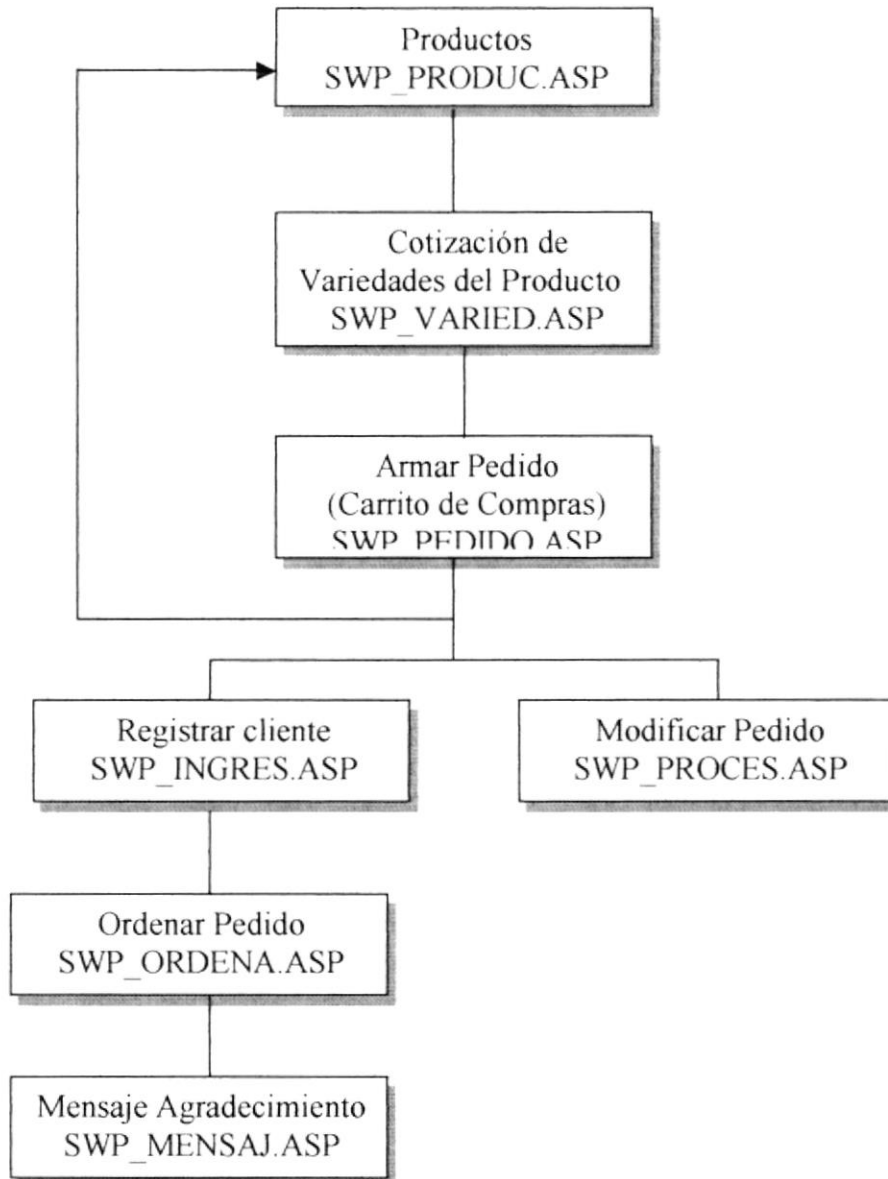 Productos
SWP_PRODUC.ASP
Cotización de
Variedades del Producto
SWP_VARIED.ASP
Armar Pedido
(Carrito de Compras)
SWP_PEDIDO.ASP
Registrar cliente
SWP_INGRES.ASP
Modificar Pedido
SWP_PROCES.ASP
Ordenar Pedido
SWP_ORDENA.ASP
Mensaje Agradecimiento
SWP_MENSAJ.ASP